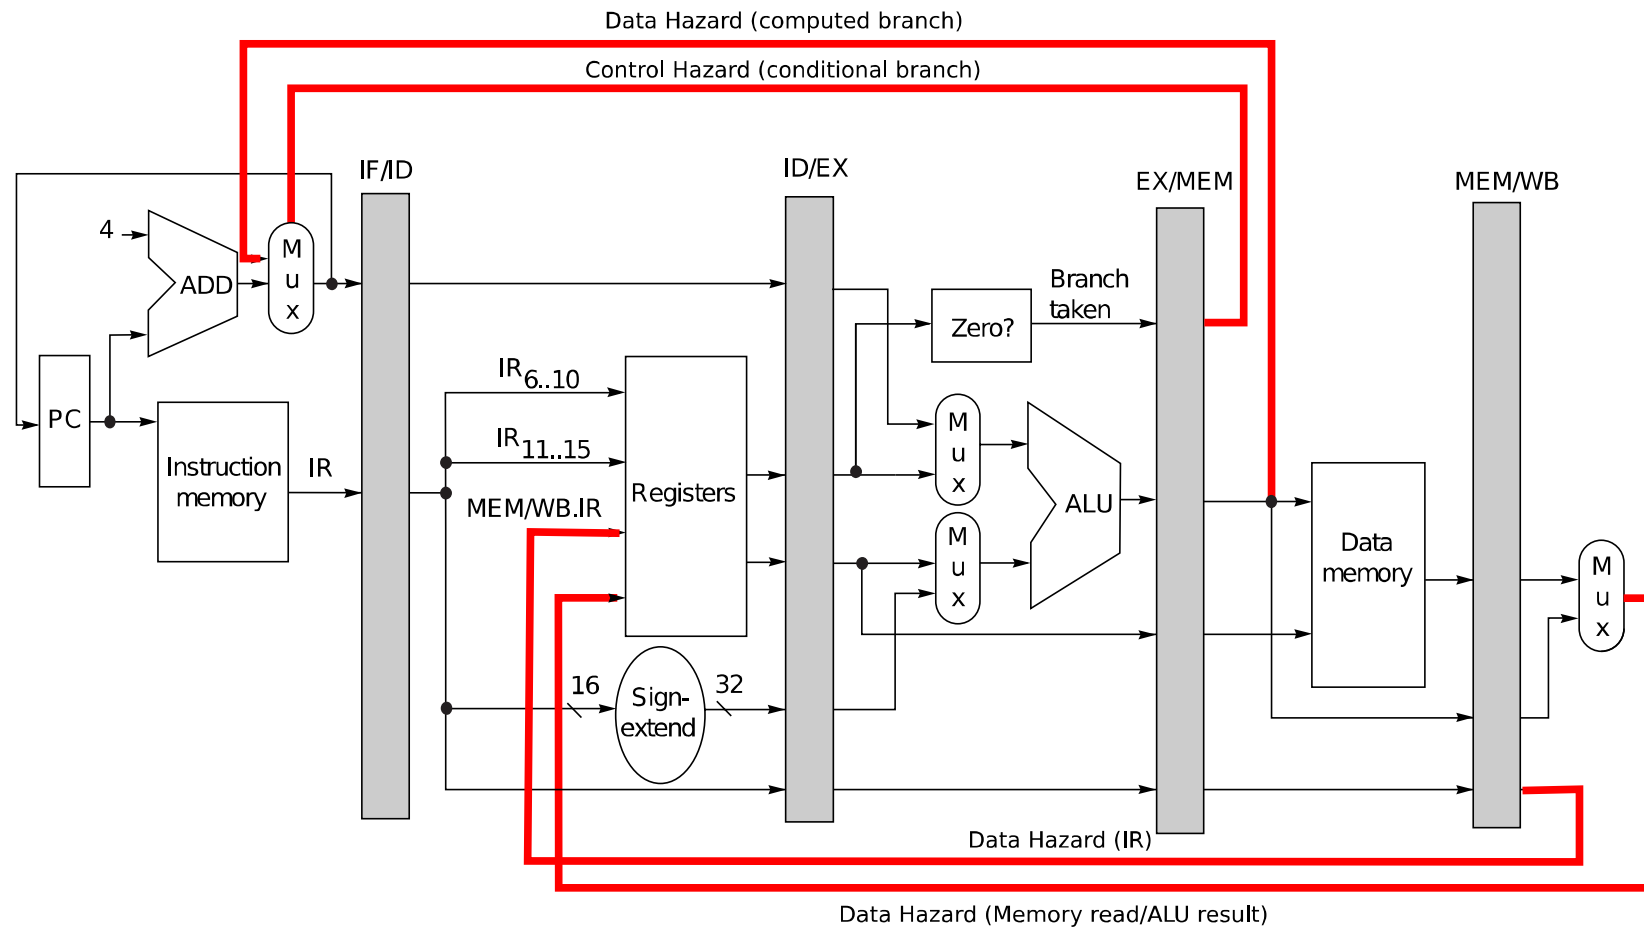 Data Hazard (computed branch)
Control Hazard (conditional branch)
IF/ID
ID/EX
EX/MEM
MEM/WB
4
ADD
M
u
x
Branch
taken
Zero?
IR6..10
PC
Instruction
memory
IR
IR11..15
MEM/WB.IR
Registers
M
u
x
ALU
M
u
x
Data
memory
M
u
x
16
Sign-
extend
32
Data Hazard (IR)
Data Hazard (Memory read/ALU result)